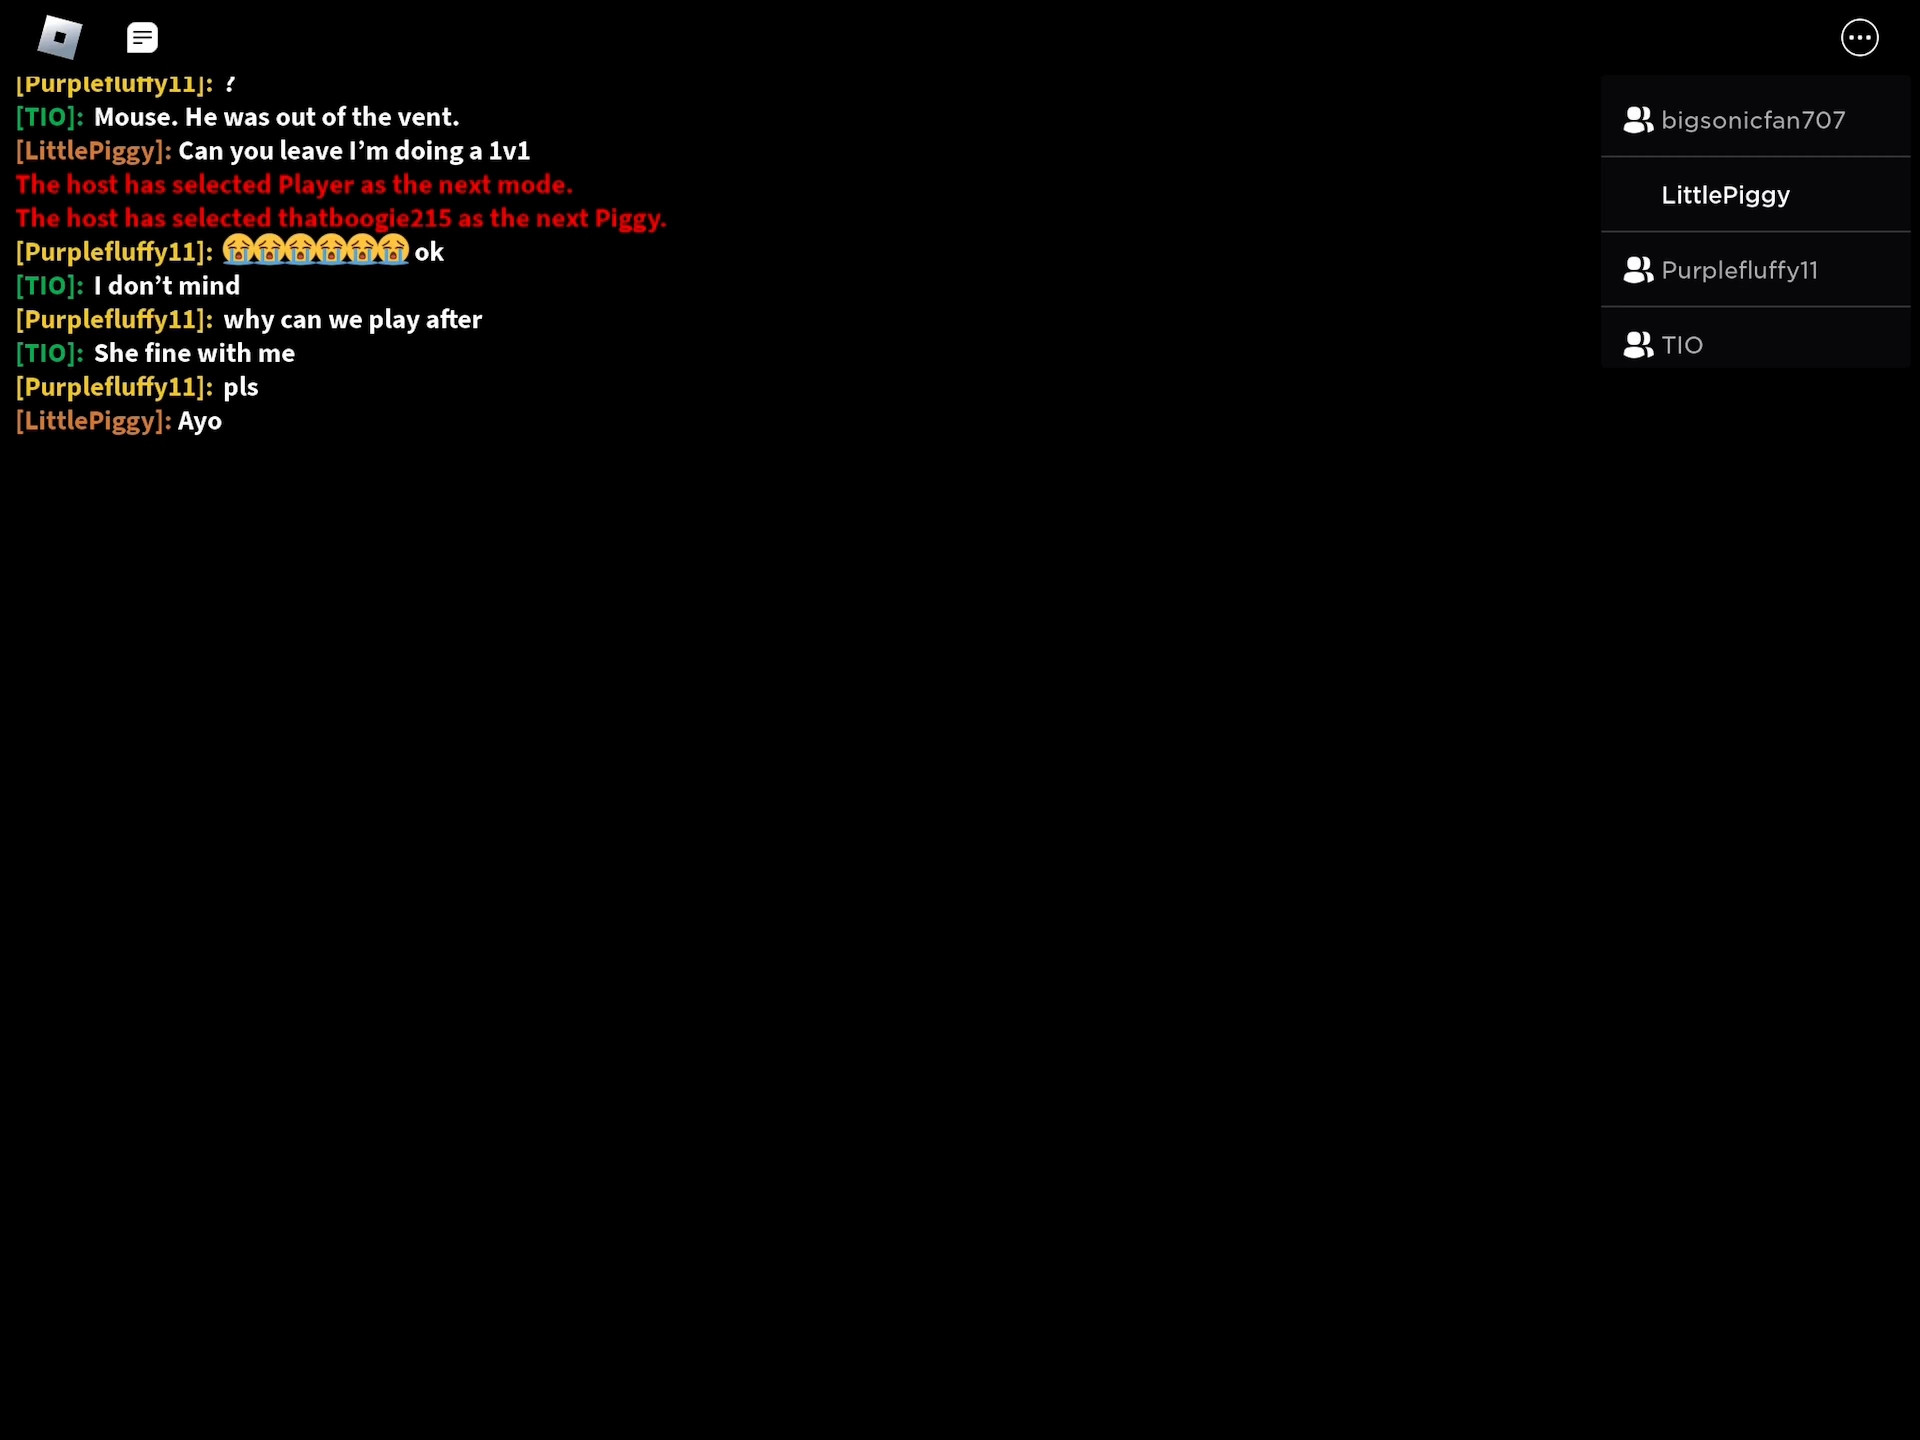 [Purplefluffy11]: ?
[TIO]: Mouse. He was out of the vent.
[LittlePiggy]: Can you leave I’m doing a 1v1
The host has selected Player as the next mode.
The host has selected thatboogie215 as the next Piggy.
[Purplefluffy11]: 😭😭😭😭😭😭 ok
[TIO]: I don’t mind
[Purplefluffy11]: why can we play after
[TIO]: She fine with me
[Purplefluffy11]: pls
[LittlePiggy]: Ayo
bigsonicfan707
LittlePiggy
Purplefluffy11
TIO